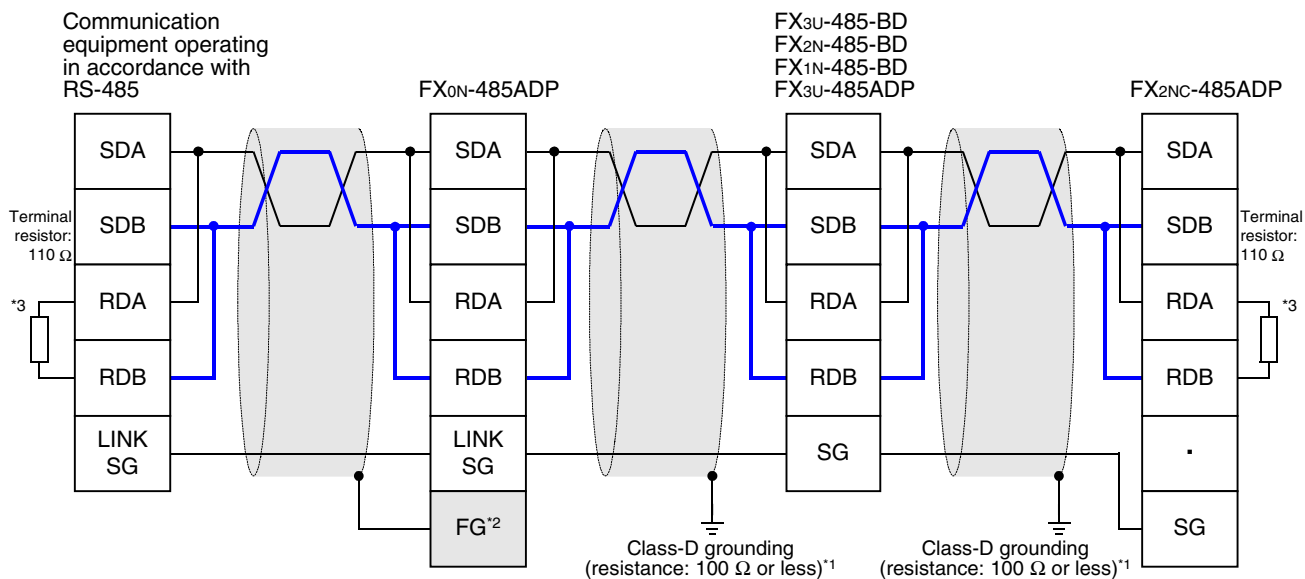 Communication
equipment operating
in accordance with
RS-485
FX0N-485ADP
FX3U-485-BD
FX2N-485-BD
FX1N-485-BD
FX3U-485ADP
FX2NC-485ADP
SDA
SDA
SDA
SDA
Terminal
resistor:
110 Ω
SDB
SDB
SDB
SDB
Terminal
resistor:
110 Ω
*3
RDA
RDA
RDA
RDA
*3
RDB
RDB
RDB
RDB
LINK
SG
LINK
SG
SG
.
FG*2
SG
Class-D grounding
(resistance: 100 Ω or less)*1
Class-D grounding
(resistance: 100 Ω or less)*1